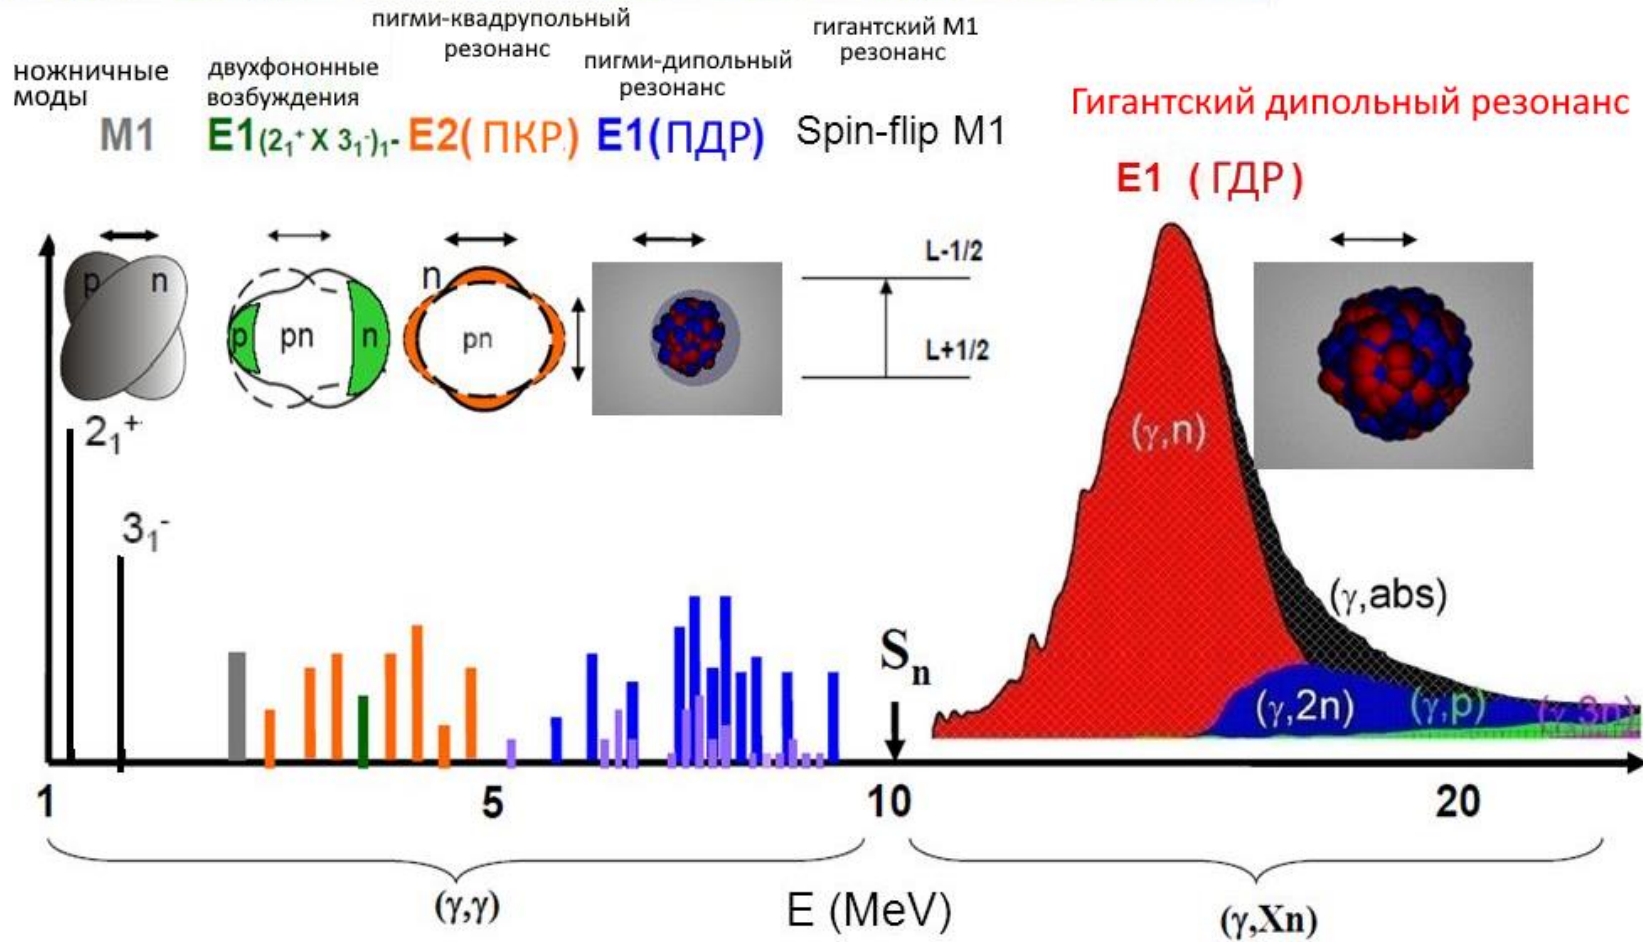 ножничные
моды
M1
двухфононные
возбуждения
E1(2₁⁺ X 3₁⁻)₁-
пигми-квадрупольный
резонанс
E2( ПКР)
пигми-дипольный
резонанс
E1(ПДР)
гигантский М1
резонанс
Spin-flip M1
Гигантский дипольный резонанс
E1 ( ГДР )
p n
p pn n
n
pn
L-1/2
L+1/2
2₁⁺
3₁⁻
(γ,n)
(γ,abs)
Sₙ
(γ,2n)
(γ,p)
(γ,3n)
1 5 10 20
(γ,γ)
E (MeV)
(γ,Xn)